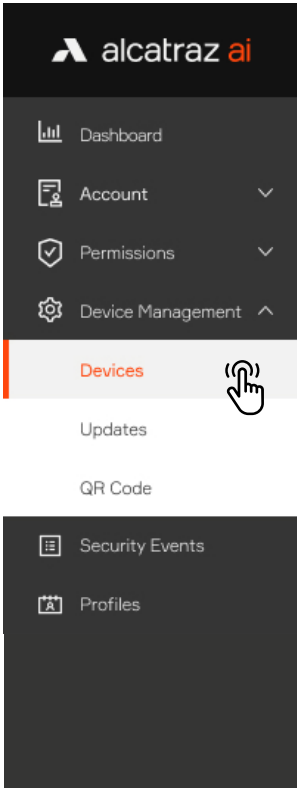 alcatraz ai
Dashboard
Account
Permissions
Device Management
Devices
Updates
QR Code
Security Events
Profiles